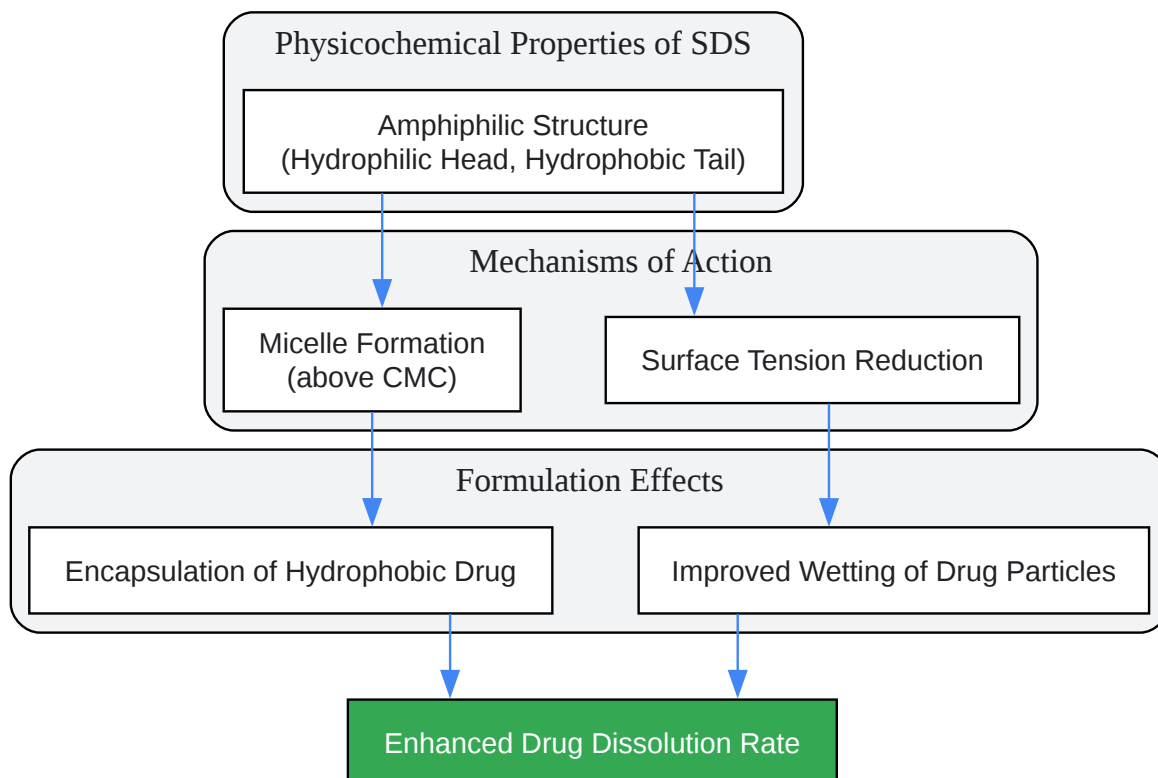 Physicochemical Properties of SDS
Amphiphilic Structure
(Hydrophilic Head, Hydrophobic Tail)
Mechanisms of Action
Micelle Formation
(above CMC)
Surface Tension Reduction
Formulation Effects
Encapsulation of Hydrophobic Drug
Improved Wetting of Drug Particles
Enhanced Drug Dissolution Rate